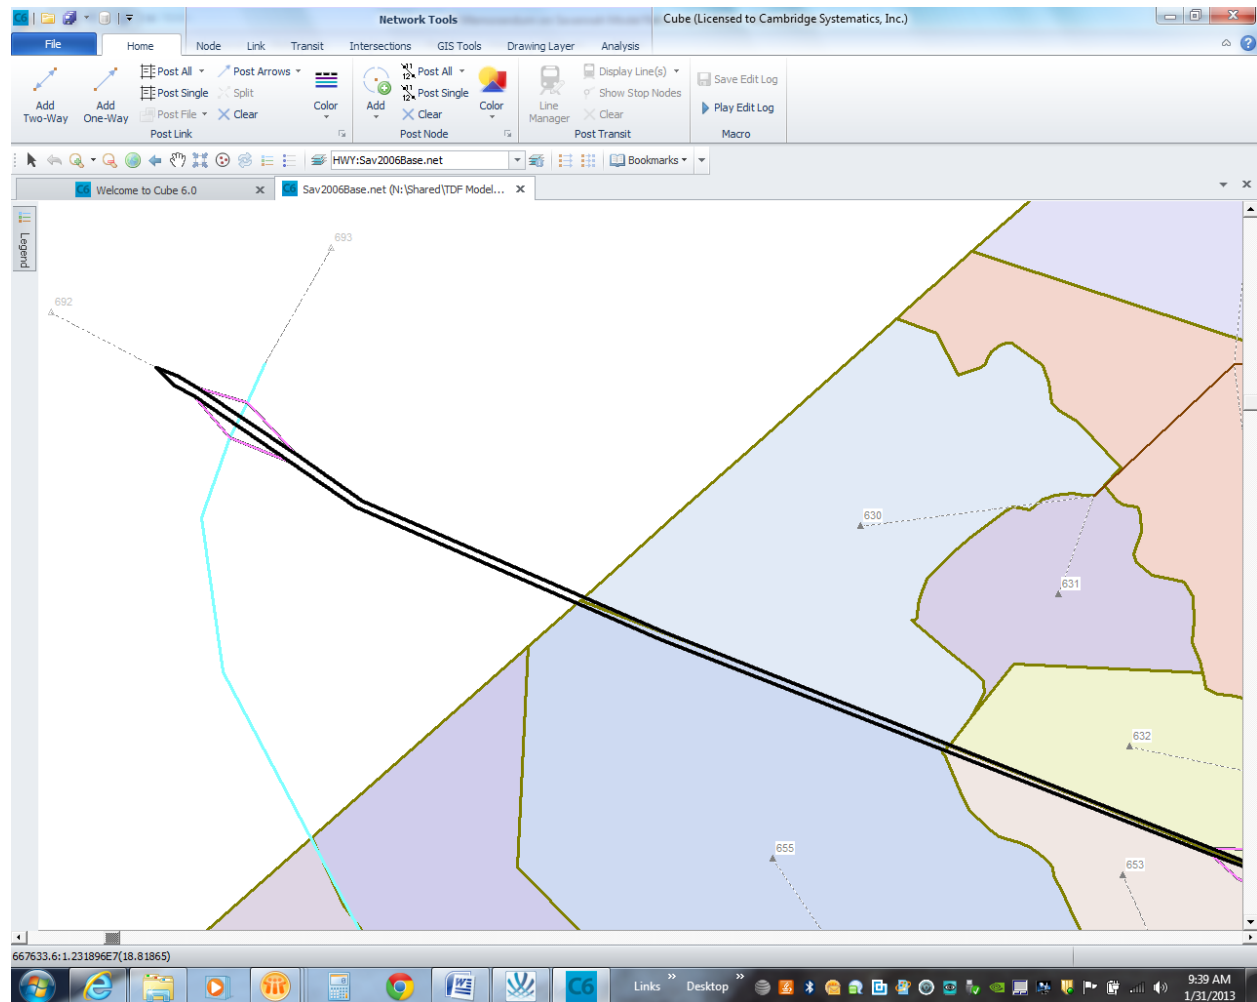 C6
Network Tools
Cube (Licensed to Cambridge Systematics, Inc.)
File Home Node Link Transit Intersections GIS Tools Drawing Layer Analysis
Add Two-Way
Add One-Way
Post All
Post Single
Post File
Post Arrows
Split
Clear
Color
Post Link
Add
Post All
Post Single
Clear
Color
Post Node
Line Manager
Display Line(s)
Show Stop Nodes
Clear
Post Transit
Save Edit Log
Play Edit Log
Macro
HWY:Sav2006Base.net
Bookmarks
C6 Welcome to Cube 6.0
C6 Sav2006Base.net (N:\Shared\TDF Model...
Legend
693
692
630
631
632
655
653
667633.6:1.231896E7(18.81865)
C6
Links »
Desktop »
9:39 AM
1/31/2013